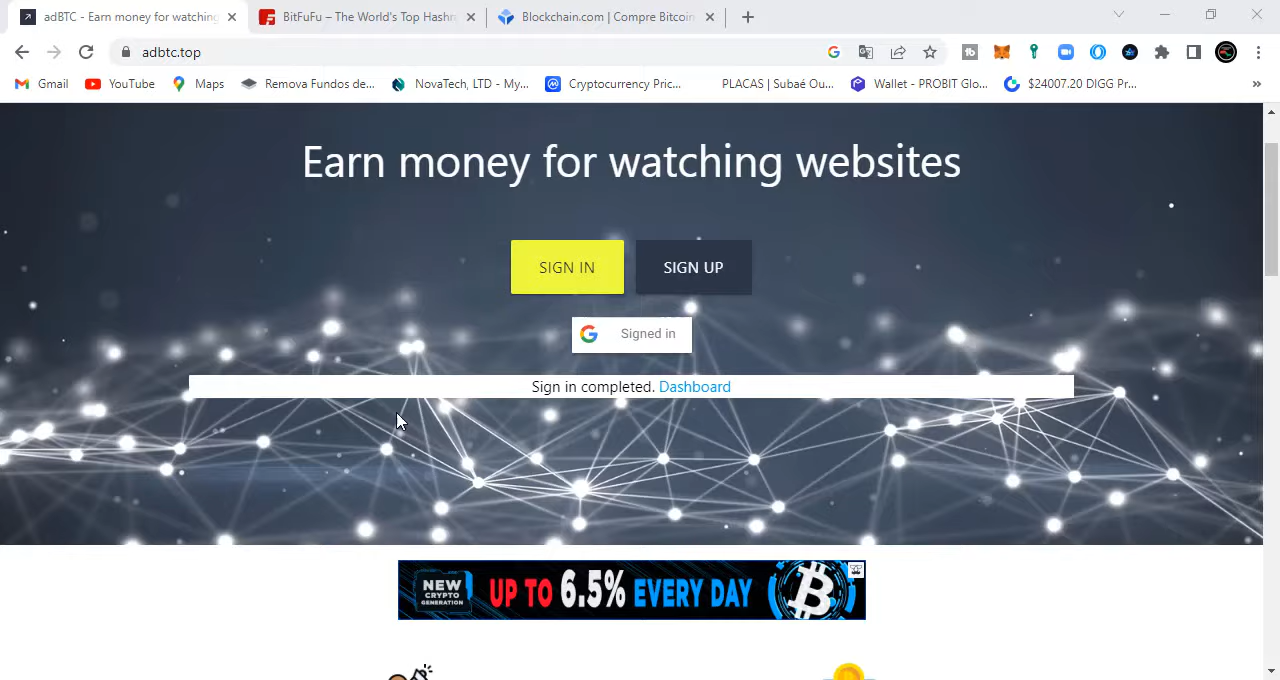 adBTC - Earn money for watching
BitFuFu – The World's Top Hashr
Blockchain.com | Compre Bitcoin
adbtc.top
Gmail
YouTube
Maps
Remova Fundos de...
NovaTech, LTD - My...
Cryptocurrency Pric...
PLACAS | Subaé Ou...
Wallet - PROBIT Glo...
$24007.20 DIGG Pr...
Earn money for watching websites
SIGN IN
SIGN UP
Signed in
Sign in completed. Dashboard
NEW CRYPTO GENERATION
UP TO 6.5% EVERY DAY